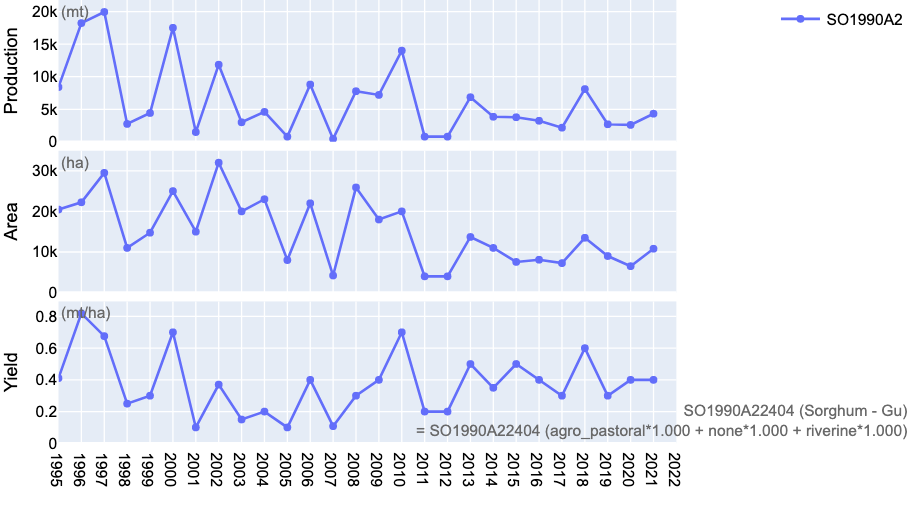 20k
(mt)
15k
10k
5k
0
Production
SO1990A2
(ha)
30k
20k
10k
0
Area
(mt/ha)
0.8
0.6
0.4
0.2
0
Yield
SO1990A22404 (Sorghum - Gu)
= SO1990A22404 (agro_pastoral*1.000 + none*1.000 + riverine*1.000)
1995
1996
1997
1998
1999
2000
2001
2002
2003
2004
2005
2006
2007
2008
2009
2010
2011
2012
2013
2014
2015
2016
2017
2018
2019
2020
2021
2022